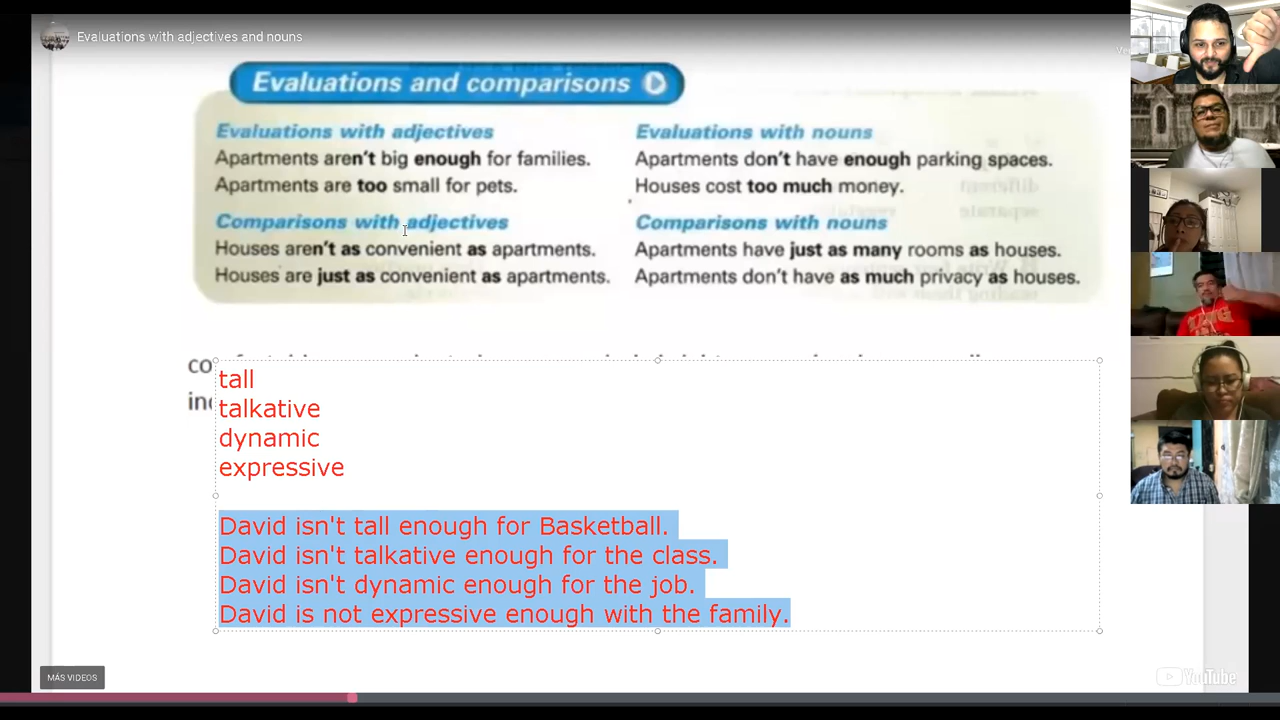 Evaluations with adjectives and nouns
Evaluations and comparisons
Evaluations with adjectives
Apartments aren't big enough for families.
Apartments are too small for pets.
Comparisons with adjectives
Houses aren't as convenient as apartments.
Houses are just as convenient as apartments.
Evaluations with nouns
Apartments don't have enough parking spaces.
Houses cost too much money.
Comparisons with nouns
Apartments have just as many rooms as houses.
Apartments don't have as much privacy as houses.
tall
talkative
dynamic
expressive
David isn't tall enough for Basketball.
David isn't talkative enough for the class.
David isn't dynamic enough for the job.
David is not expressive enough with the family.
MÁS VIDEOS
YouTube